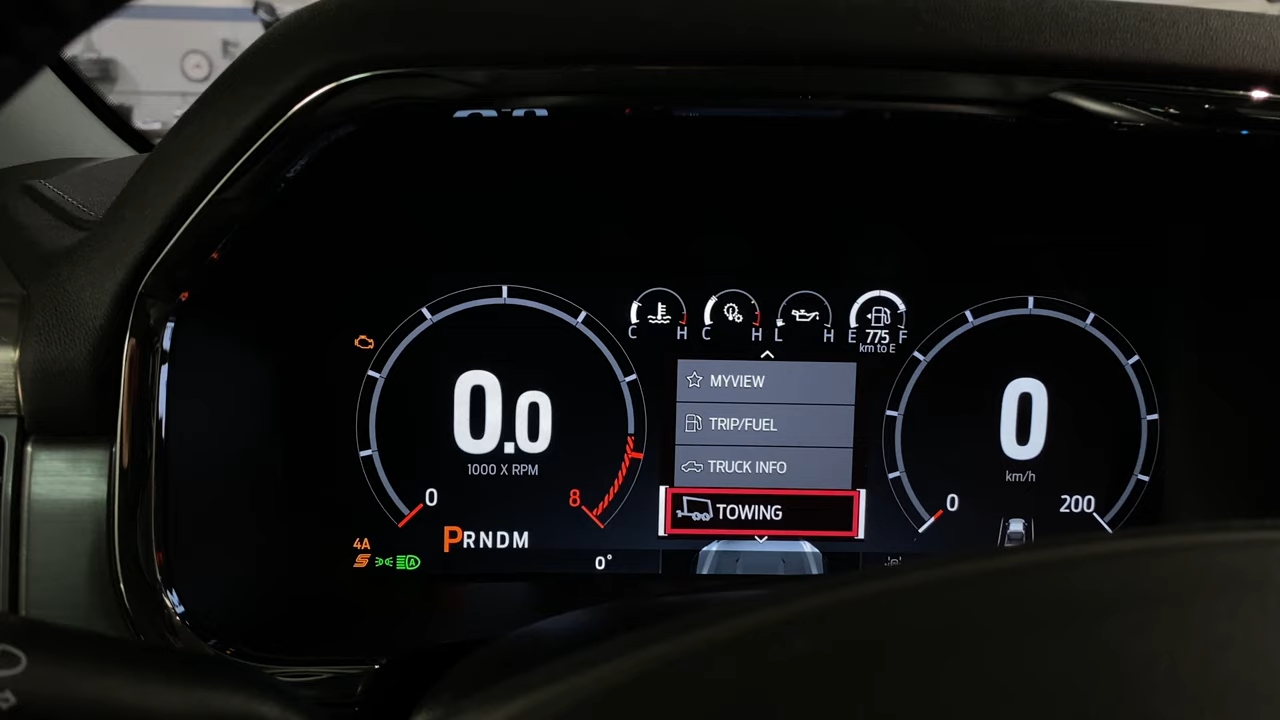 C H
C H
L H
E 775 F
km to E
MYVIEW
TRIP/FUEL
TRUCK INFO
TOWING
0.0
1000 X RPM
0
8
PRNDM
4A
A
0°
0
km/h
0
200